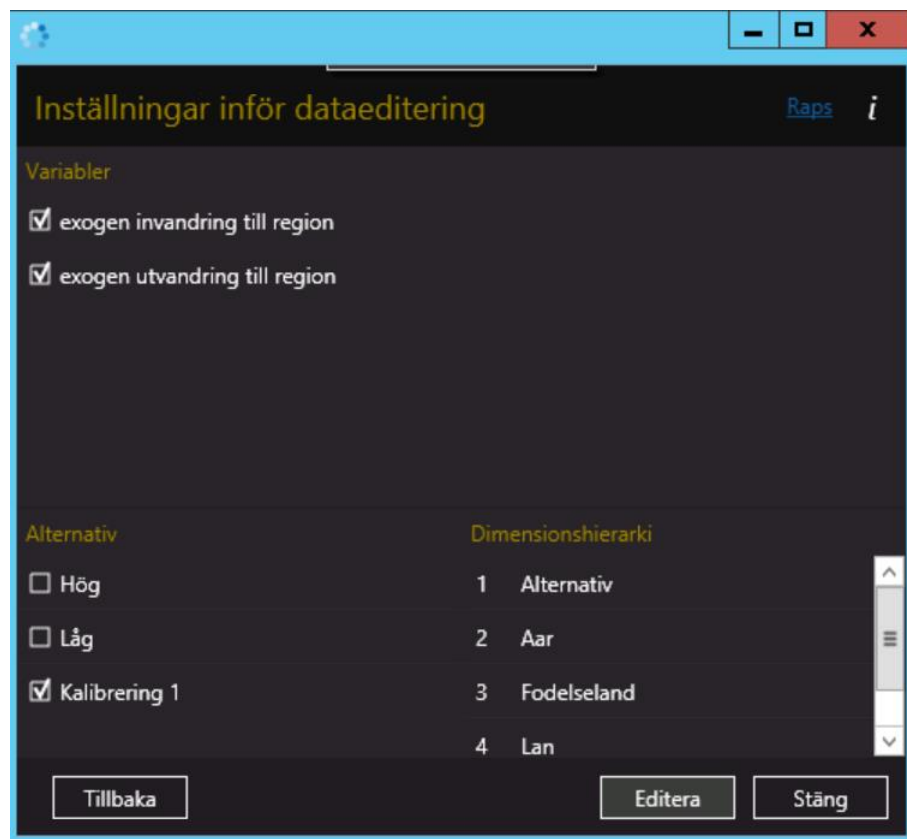 Inställningar inför dataeditering
Raps
i
Variabler
exogen invandring till region
exogen utvandring till region
Alternativ
Hög
Låg
Kalibrering 1
Dimensionshierarki
1 Alternativ
2 Aar
3 Fodelseland
4 Lan
Tillbaka
Editera
Stäng